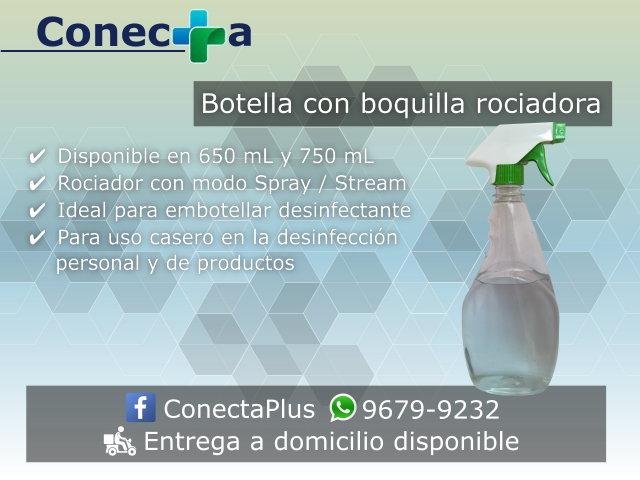 Conecta
Botella con boquilla rociadora
✔ Disponible en 650 mL y 750 mL
✔ Rociador con modo Spray / Stream
✔ Ideal para embotellar desinfectante
✔ Para uso casero en la desinfección
personal y de productos
ConectaPlus 9679-9232
Entrega a domicilio disponible